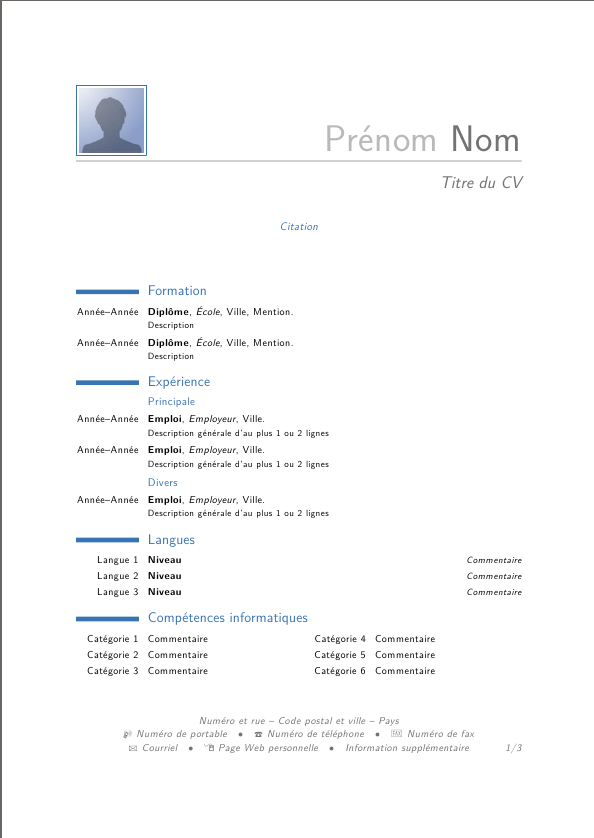 Prénom Nom
Titre du CV
Citation
Formation
Année–Année Diplôme, École, Ville, Mention.
Description
Année–Année Diplôme, École, Ville, Mention.
Description
Expérience
Principale
Année–Année Emploi, Employeur, Ville.
Description générale d'au plus 1 ou 2 lignes
Année–Année Emploi, Employeur, Ville.
Description générale d'au plus 1 ou 2 lignes
Divers
Année–Année Emploi, Employeur, Ville.
Description générale d'au plus 1 ou 2 lignes
Langues
Langue 1 Niveau Commentaire
Langue 2 Niveau Commentaire
Langue 3 Niveau Commentaire
Compétences informatiques
Catégorie 1 Commentaire Catégorie 4 Commentaire
Catégorie 2 Commentaire Catégorie 5 Commentaire
Catégorie 3 Commentaire Catégorie 6 Commentaire
Numéro et rue – Code postal et ville – Pays
Numéro de portable • ☎ Numéro de téléphone • FAX Numéro de fax
✉ Courriel • Page Web personnelle • Information supplémentaire 1/3